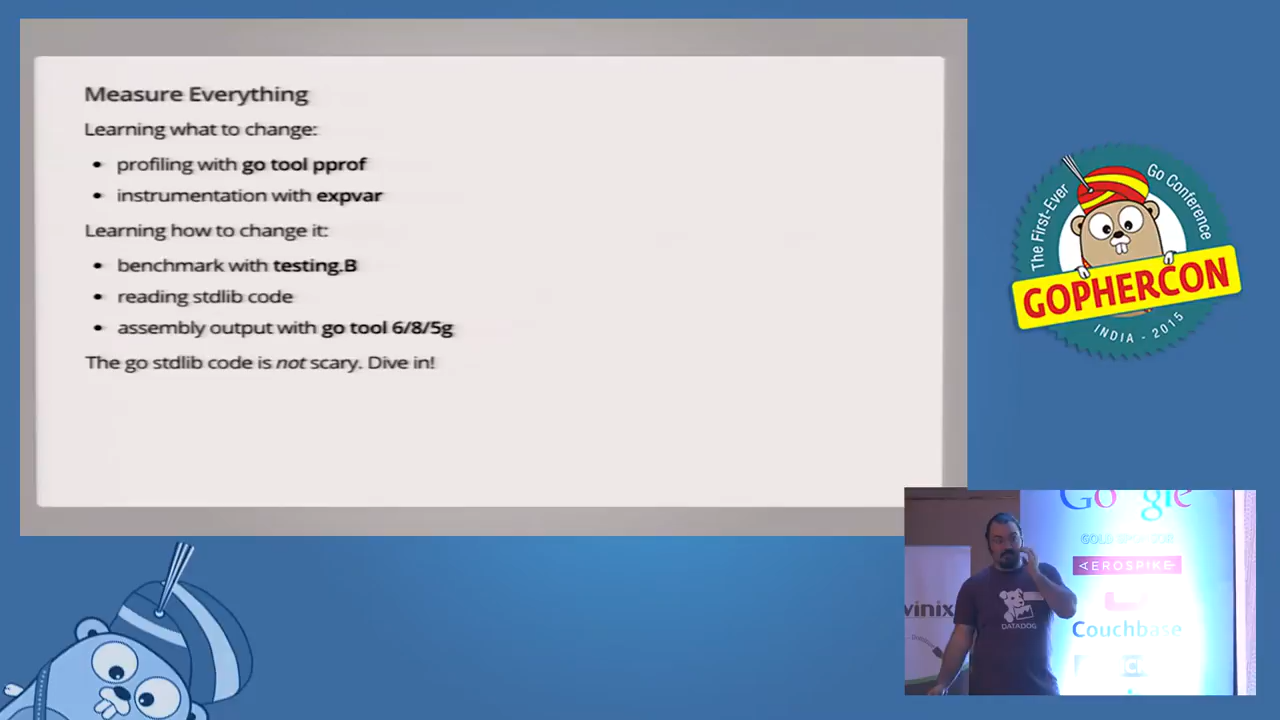 Measure Everything
Learning what to change:
• profiling with go tool pprof
• instrumentation with expvar
Learning how to change it:
• benchmark with testing.B
• reading stdlib code
• assembly output with go tool 6/8/5g
The go stdlib code is not scary. Dive in!
The First-Ever
Go Conference
GOPHERCON
INDIA - 2015
Google
GOLD SPONSOR
AEROSPIKE
Couchbase
vinix
DATADOG